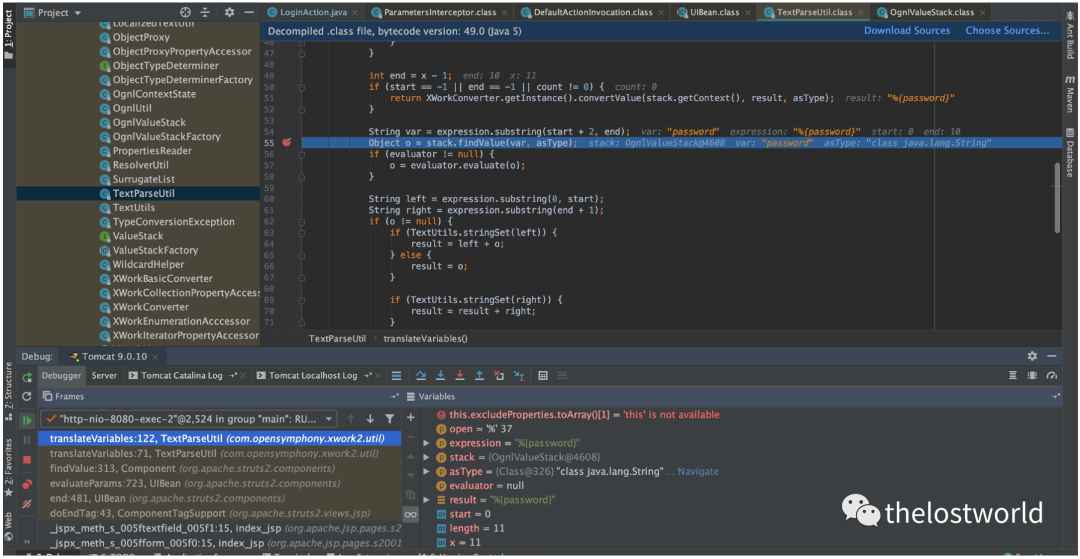 Project
LoginAction.java
ParametersInterceptor.class
DefaultActionInvocation.class
UIBean.class
TextParseUtil.class
OgnlValueStack.class
1: Project
Decompiled .class file, bytecode version: 49.0 (Java 5)
Download Sources
Choose Sources...
Ant Build
Maven
Database
LocalizedTextUtil
ObjectProxy
ObjectProxyPropertyAccessor
ObjectTypeDeterminer
ObjectTypeDeterminerFactory
OgnlContextState
OgnlUtil
OgnlValueStack
OgnlValueStackFactory
PropertiesReader
ResolverUtil
SurrugateList
TextParseUtil
TextUtils
TypeConversionException
ValueStack
ValueStackFactory
WildcardHelper
XWorkBasicConverter
XWorkCollectionPropertyAccess
XWorkConverter
XWorkEnumerationAcccessor
XWorkIteratorPropertyAccessor
46 }
47 }
48
49 int end = x - 1; end: 10 x: 11
50 if (start == -1 || end == -1 || count != 0) { count: 0
51 return XWorkConverter.getInstance().convertValue(stack.getContext(), result, asType); result: "%{password}"
52 }
53
54 String var = expression.substring(start + 2, end); var: "password" expression: "%{password}" start: 0 end: 10
55 Object o = stack.findValue(var, asType); stack: OgnlValueStack@4608 var: "password" asType: "class java.lang.String"
56 if (evaluator != null) {
57 o = evaluator.evaluate(o);
58 }
59
60 String left = expression.substring(0, start);
61 String right = expression.substring(end + 1);
62 if (o != null) {
63 if (TextUtils.stringSet(left)) {
64 result = left + o;
65 } else {
66 result = o;
67 }
68
69 if (TextUtils.stringSet(right)) {
70 result = result + right;
71 }
TextParseUtil › translateVariables()
Debug: Tomcat 9.0.10
Debugger
Server
Tomcat Catalina Log
Tomcat Localhost Log
Frames
Variables
"http-nio-8080-exec-2"@2,524 in group "main": RU...
translateVariables:122, TextParseUtil (com.opensymphony.xwork2.util)
translateVariables:71, TextParseUtil (com.opensymphony.xwork2.util)
findValue:313, Component (org.apache.struts2.components)
evaluateParams:723, UIBean (org.apache.struts2.components)
end:481, UIBean (org.apache.struts2.components)
doEndTag:43, ComponentTagSupport (org.apache.struts2.views.jsp)
_jspx_meth_s_005ftextfield_005f1:15, index_jsp (org.apache.jsp.pages.s2
_jspx_meth_s_005fform_005f0:15, index_jsp (org.apache.jsp.pages.s2001
this.excludeProperties.toArray()[1] = 'this' is not available
open = '%' 37
expression = "%{password}"
stack = {OgnlValueStack@4608}
asType = {Class@326} "class java.lang.String" ... Navigate
evaluator = null
result = "%{password}"
start = 0
length = 11
x = 11
Z: Structure
2: Favorites
Web
thelostworld